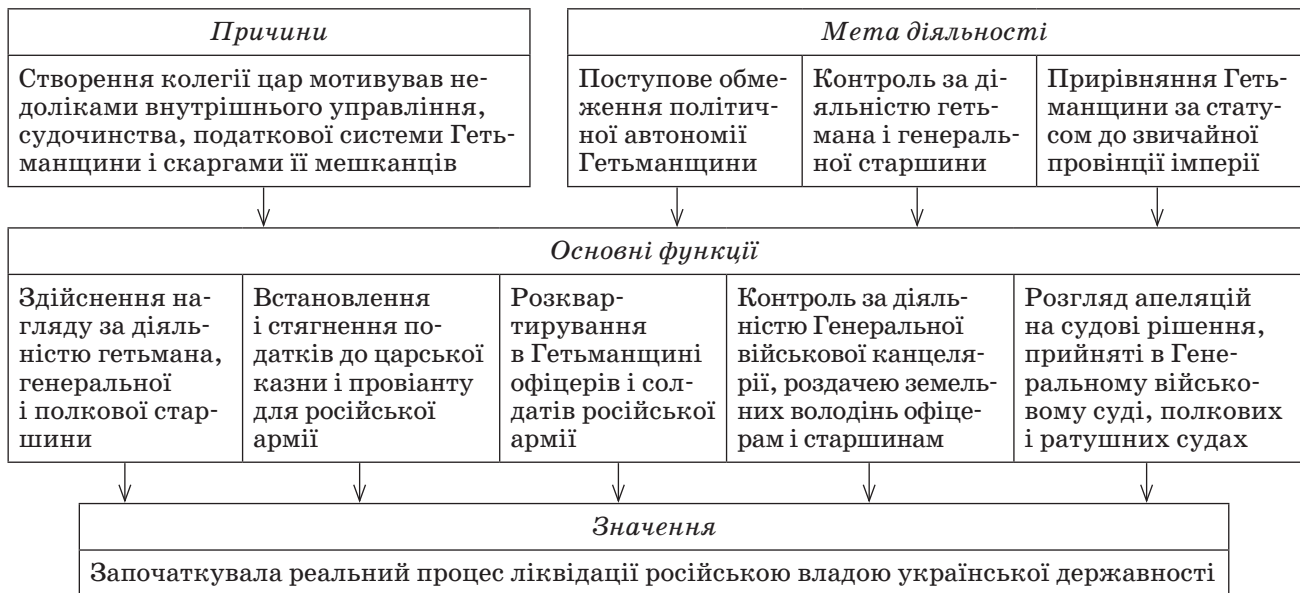 Причини
Створення колегії цар мотивував не-
доліками внутрішнього управління,
судочинства, податкової системи Геть-
манщини і скаргами її мешканців
Мета діяльності
Поступове обме-
ження політич-
ної автономії
Гетьманщини
Контроль за ді-
яльністю геть-
мана і генераль-
ної старшини
Прирівняння Геть-
манщини за стату-
сом до звичайної
провінції імперії
Основні функції
Здійснення на-
гляду за діяль-
ністю гетьмана,
генеральної
і полкової стар-
шини
Встановлення
і стягнення по-
датків до царської
казни і провіанту
для російської
армії
Розквар-
тирування
в Гетьманщині
офіцерів і сол-
датів російської
армії
Контроль за діяль-
ністю Генеральної
військової канцеля-
рії, роздачею земель-
них володінь офіце-
рам і старшинам
Розгляд апеляцій
на судові рішення,
прийняті в Гене-
ральному військо-
вому суді, полкових
і ратушних судах
Значення
Започаткувала реальний процес ліквідації російською владою української державності